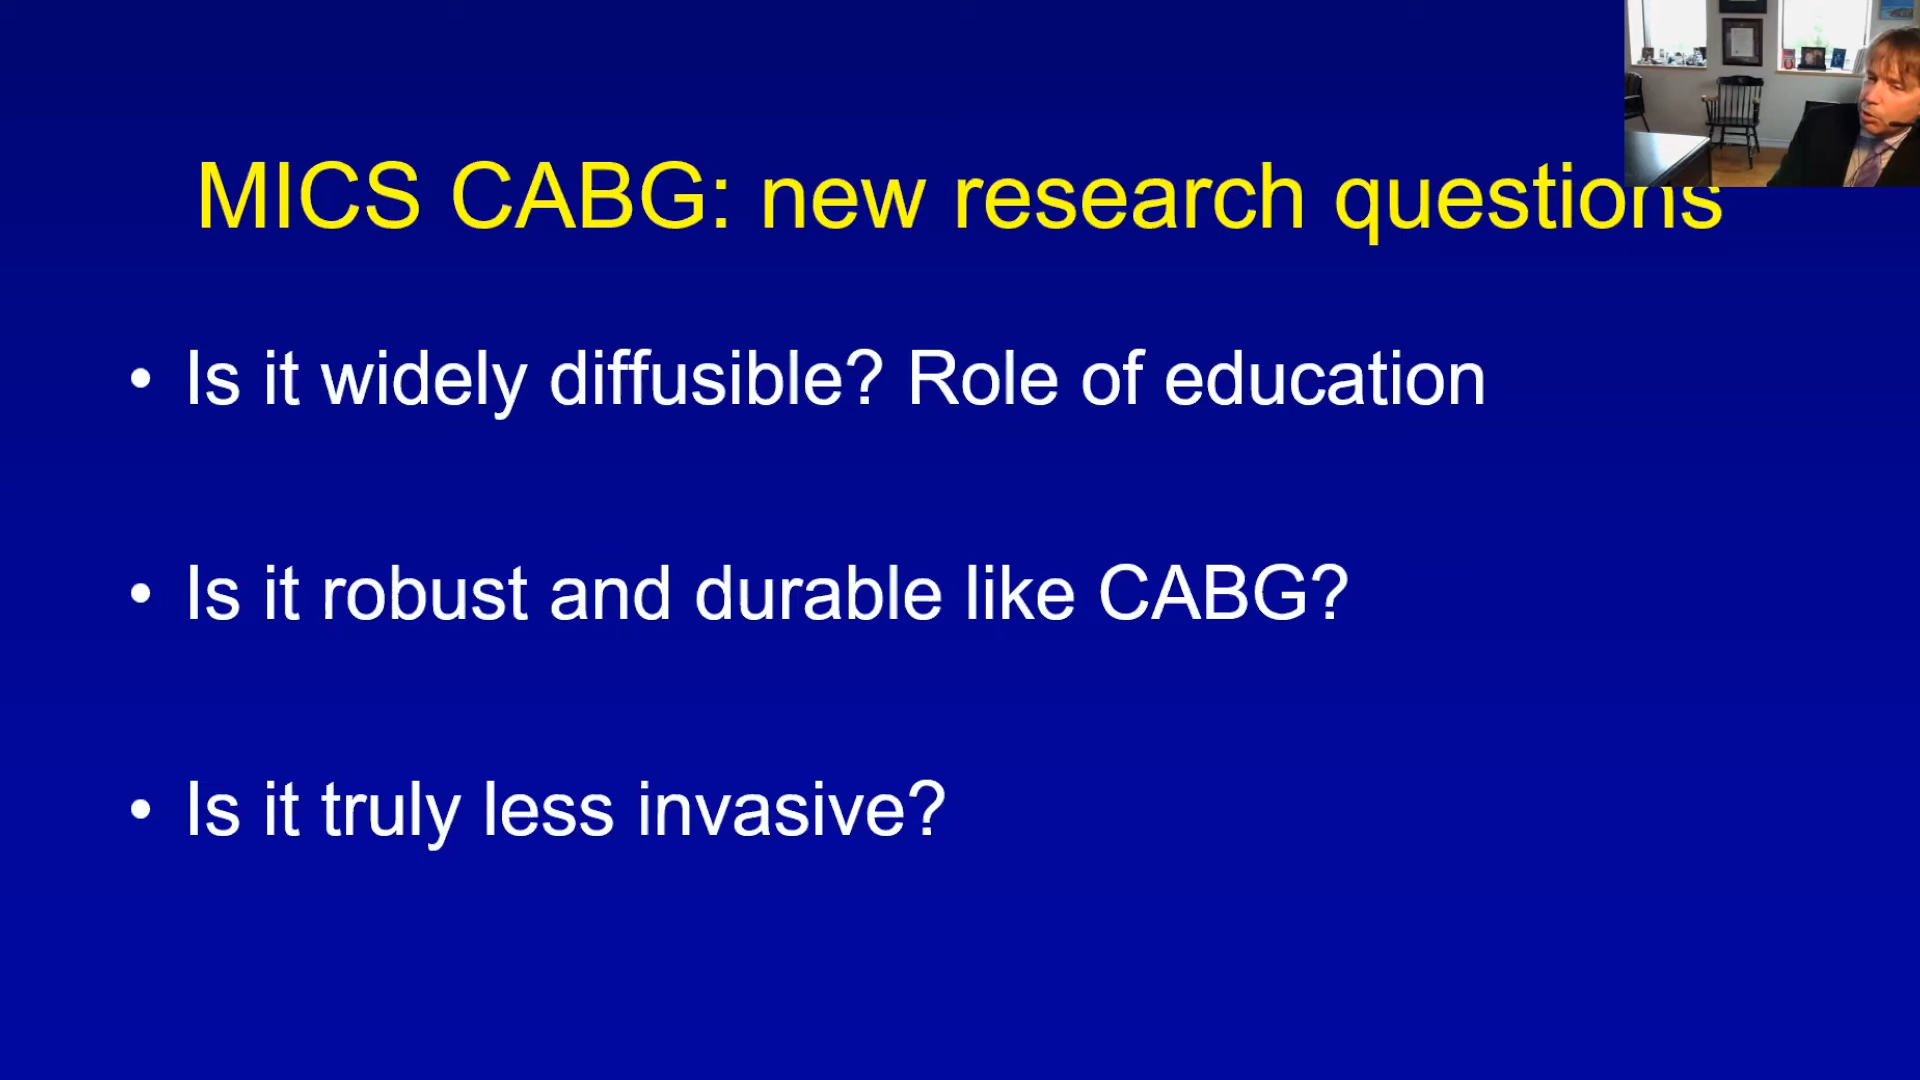 MICS CABG: new research questions
• Is it widely diffusible? Role of education
• Is it robust and durable like CABG?
• Is it truly less invasive?